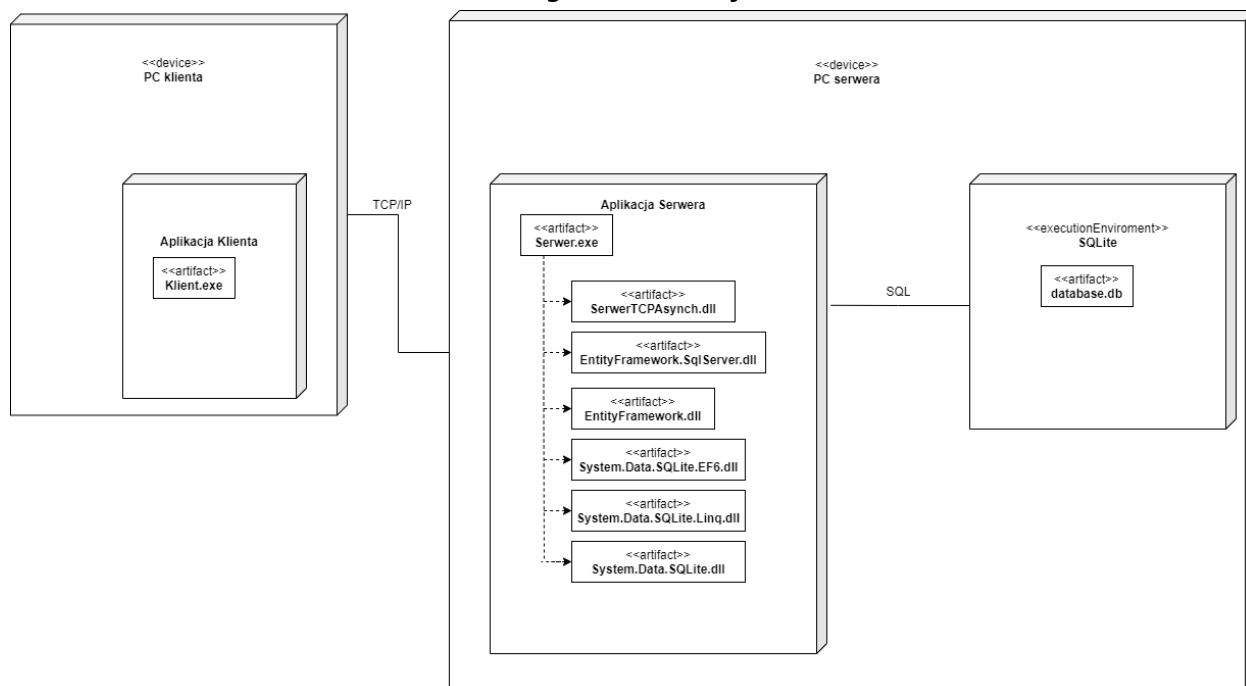 <<device>>
PC klienta
Aplikacja Klienta
<<artifact>>
Klient.exe
TCP/IP
<<device>>
PC serwera
Aplikacja Serwera
<<artifact>>
Serwer.exe
<<artifact>>
SerwerTCPAsynch.dll
<<artifact>>
EntityFramework.SqlServer.dll
<<artifact>>
EntityFramework.dll
<<artifact>>
System.Data.SQLite.EF6.dll
<<artifact>>
System.Data.SQLite.Linq.dll
<<artifact>>
System.Data.SQLite.dll
SQL
<<executionEnviroment>>
SQLite
<<artifact>>
database.db